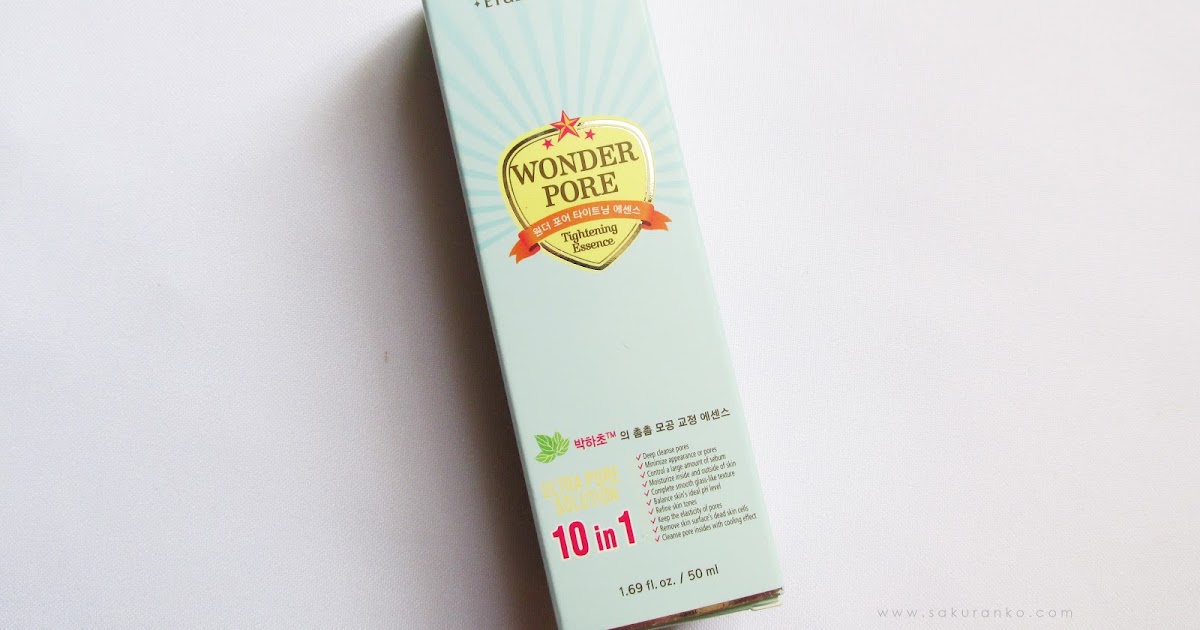 WONDER
PORE
원더 포어 타이트닝 에센스
Tightening
Essence
박하초™ 의 촘촘 모공 교정 에센스
ULTRA PORE
SOLUTION
10 in 1
✓ Deep cleanse pores
✓ Minimize appearance or pores
✓ Control a large amount of sebum
✓ Moisturize inside and outside of skin
✓ Complete smooth glass-like texture
✓ Balance skin's ideal pH level
✓ Refine skin tones
✓ Keep the elasticity of pores
✓ Remove skin surface's dead skin cells
✓ Cleanse pore insides with cooling effect
1.69 fl. oz. / 50 ml
www.sakuranko.com